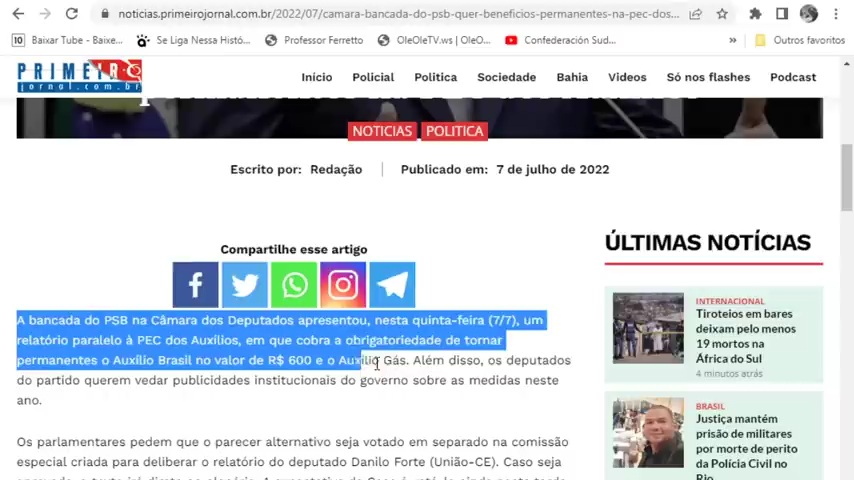 noticias.primeirojornal.com.br/2022/07/camara-bancada-do-psb-quer-beneficios-permanentes-na-pec-dos...
Baixar Tube - Baixe...
Se Liga Nessa Histó...
Professor Ferretto
OleOleTV.ws | OleO...
Confederación Sud...
»
Outros favoritos
PRIMEIRO
jornal.com.br
Início
Policial
Politica
Sociedade
Bahia
Videos
Só nos flashes
Podcast
NOTICIAS
POLITICA
Escrito por: Redação
Publicado em: 7 de julho de 2022
Compartilhe esse artigo
A bancada do PSB na Câmara dos Deputados apresentou, nesta quinta-feira (7/7), um
relatório paralelo à PEC dos Auxílios, em que cobra a obrigatoriedade de tornar
permanentes o Auxílio Brasil no valor de R$ 600 e o Auxílio Gás. Além disso, os deputados
do partido querem vedar publicidades institucionais do governo sobre as medidas neste
ano.
Os parlamentares pedem que o parecer alternativo seja votado em separado na comissão
especial criada para deliberar o relatório do deputado Danilo Forte (União-CE). Caso seja
ÚLTIMAS NOTÍCIAS
INTERNACIONAL
Tiroteios em bares
deixam pelo menos
19 mortos na
África do Sul
4 minutos atrás
BRASIL
Justiça mantém
prisão de militares
por morte de perito
da Polícia Civil no
Rio